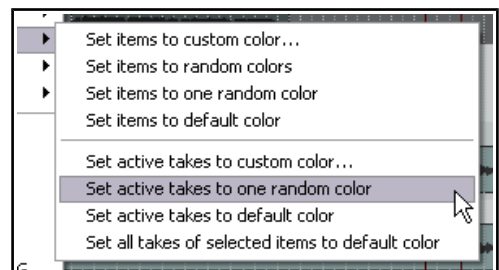 Set items to custom color...
Set items to random colors
Set items to one random color
Set items to default color
Set active takes to custom color...
Set active takes to one random color
Set active takes to default color
Set all takes of selected items to default color